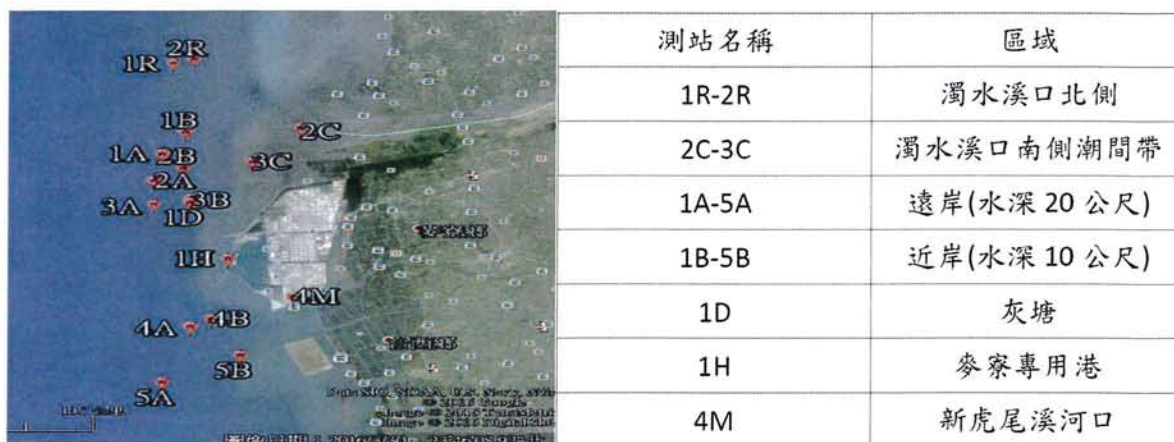 2R
1R
1B
2C
1A 2B
3C
2A
3B
3A
1D
1H
4M
4B
4A
5B
5A
測站名稱 區域
1R-2R 濁水溪口北側
2C-3C 濁水溪口南側潮間帶
1A-5A 遠岸(水深 20 公尺)
1B-5B 近岸(水深 10 公尺)
1D 灰塘
1H 麥寮專用港
4M 新虎尾溪河口